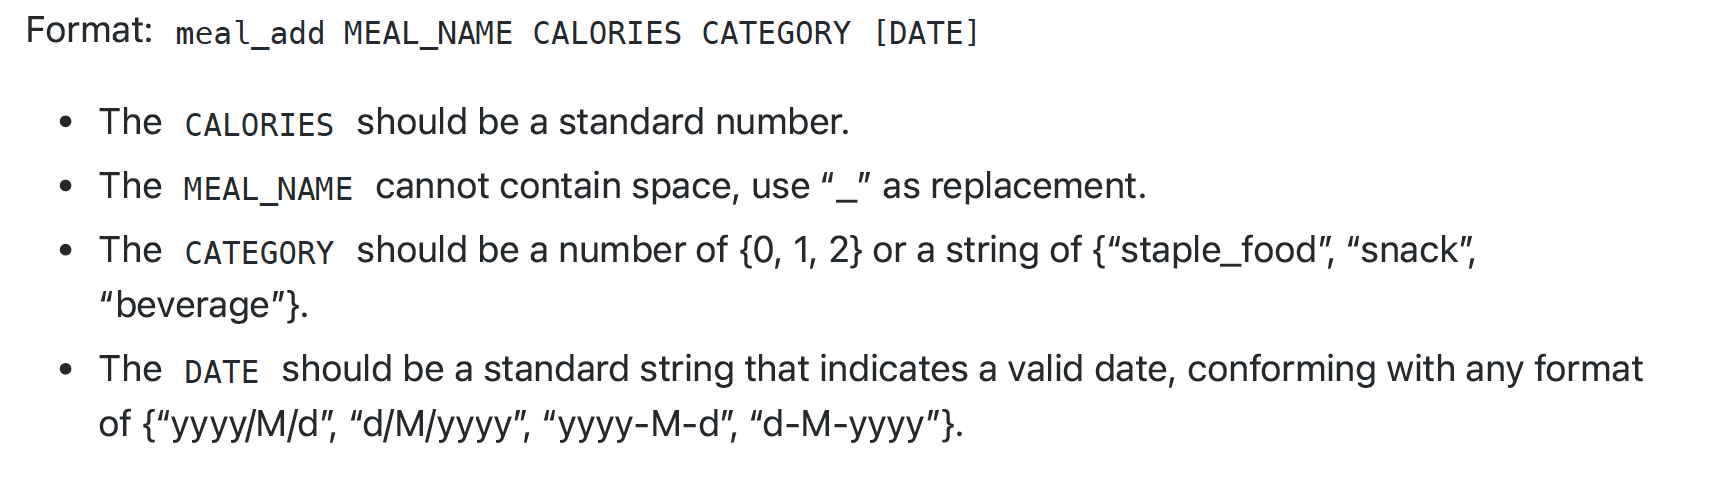 Format: meal_add MEAL_NAME CALORIES CATEGORY [DATE]
• The CALORIES should be a standard number.
• The MEAL_NAME cannot contain space, use “_” as replacement.
• The CATEGORY should be a number of {0, 1, 2} or a string of {“staple_food”, “snack”,
“beverage”}.
• The DATE should be a standard string that indicates a valid date, conforming with any format
of {“yyyy/M/d”, “d/M/yyyy”, “yyyy-M-d”, “d-M-yyyy”}.